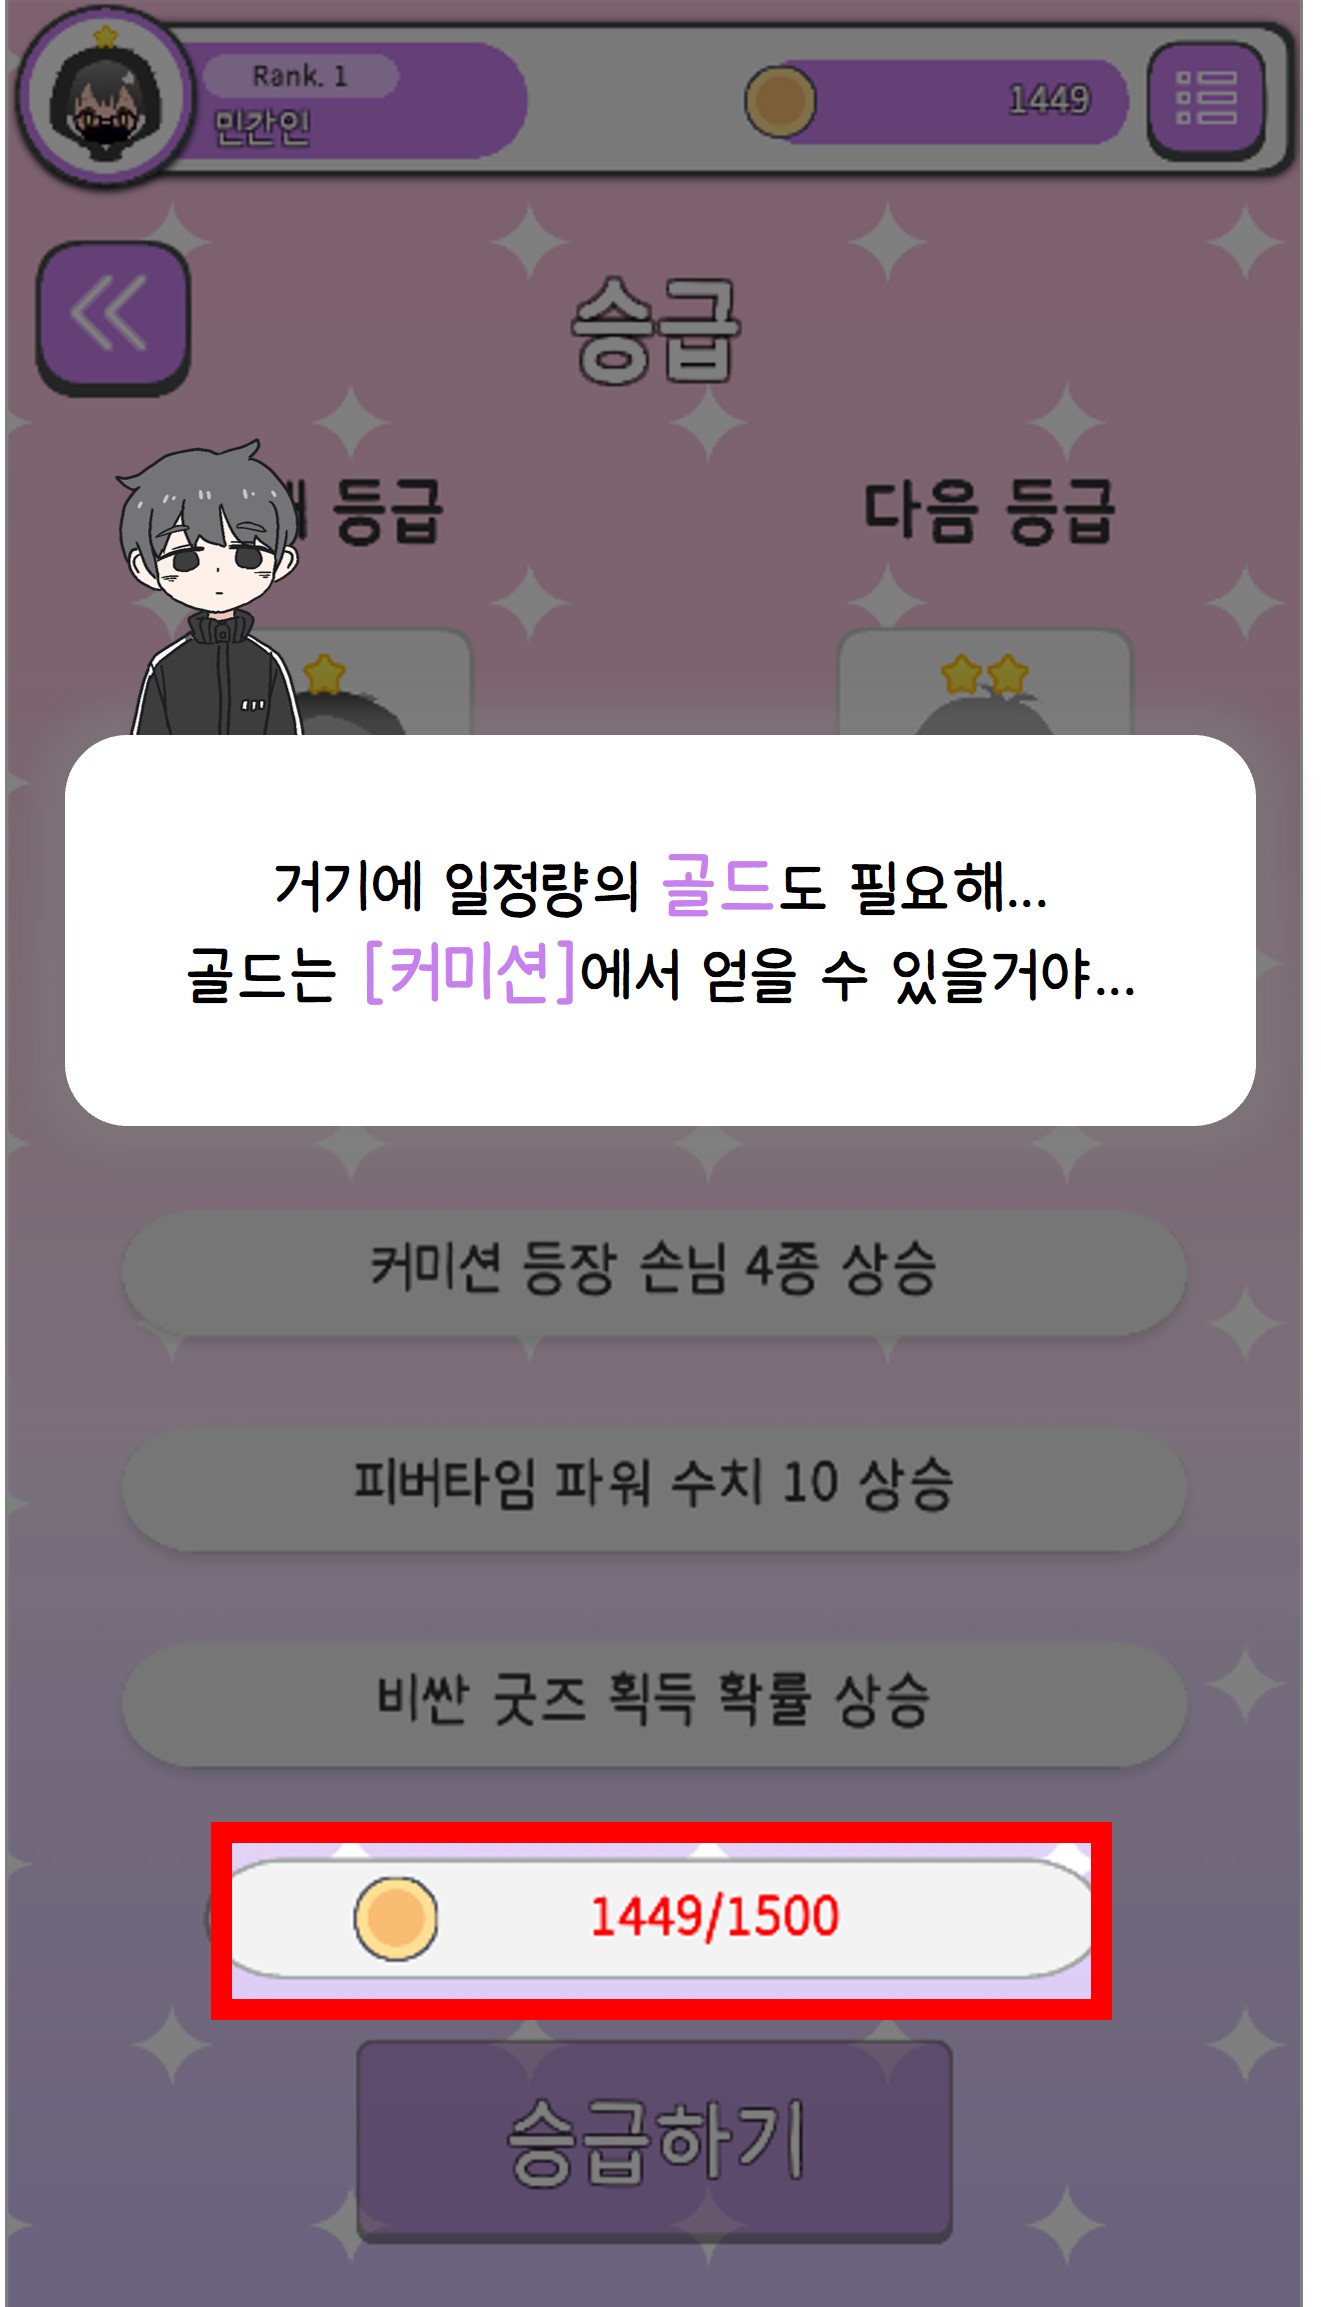 Rank. 1
민간인
1449
승급
등급
다음 등급
거기에 일정량의 골드도 필요해...
골드는 [커미션]에서 얻을 수 있을거야...
커미션 등장 손님 4종 상승
피버타임 파워 수치 10 상승
비싼 굿즈 획득 확률 상승
1449/1500
승급하기